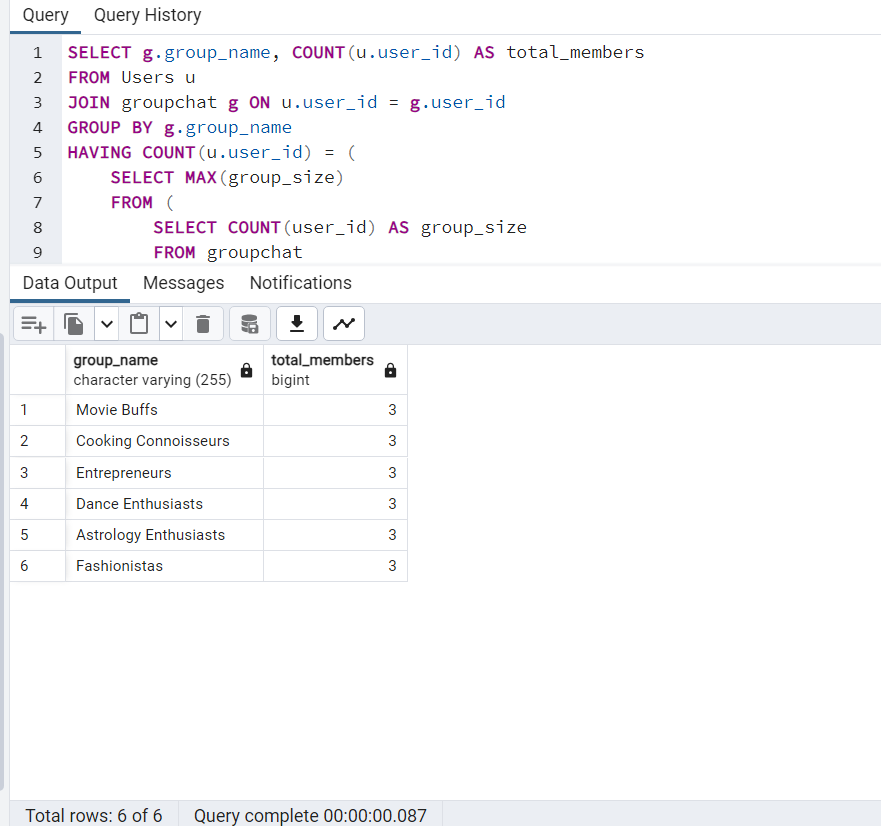 Query Query History
1 SELECT g.group_name, COUNT(u.user_id) AS total_members
2 FROM Users u
3 JOIN groupchat g ON u.user_id = g.user_id
4 GROUP BY g.group_name
5 HAVING COUNT(u.user_id) = (
6 SELECT MAX(group_size)
7 FROM (
8 SELECT COUNT(user_id) AS group_size
9 FROM groupchat
Data Output Messages Notifications
group_name total_members
character varying (255) bigint
1 Movie Buffs 3
2 Cooking Connoisseurs 3
3 Entrepreneurs 3
4 Dance Enthusiasts 3
5 Astrology Enthusiasts 3
6 Fashionistas 3
Total rows: 6 of 6 Query complete 00:00:00.087